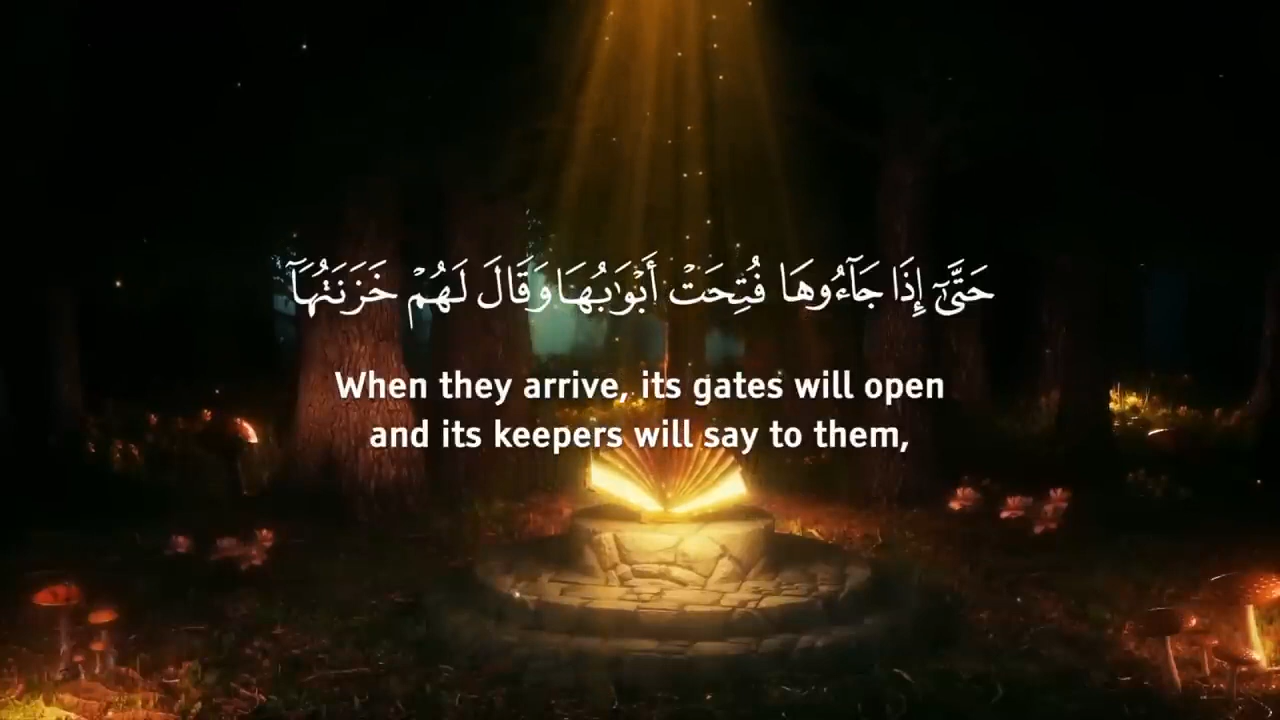 حَتَّىٰٓ إِذَا جَآءُوهَا فُتِحَتْ أَبْوَٰبُهَا وَقَالَ لَهُمْ خَزَنَتُهَآ
When they arrive, its gates will open
and its keepers will say to them,